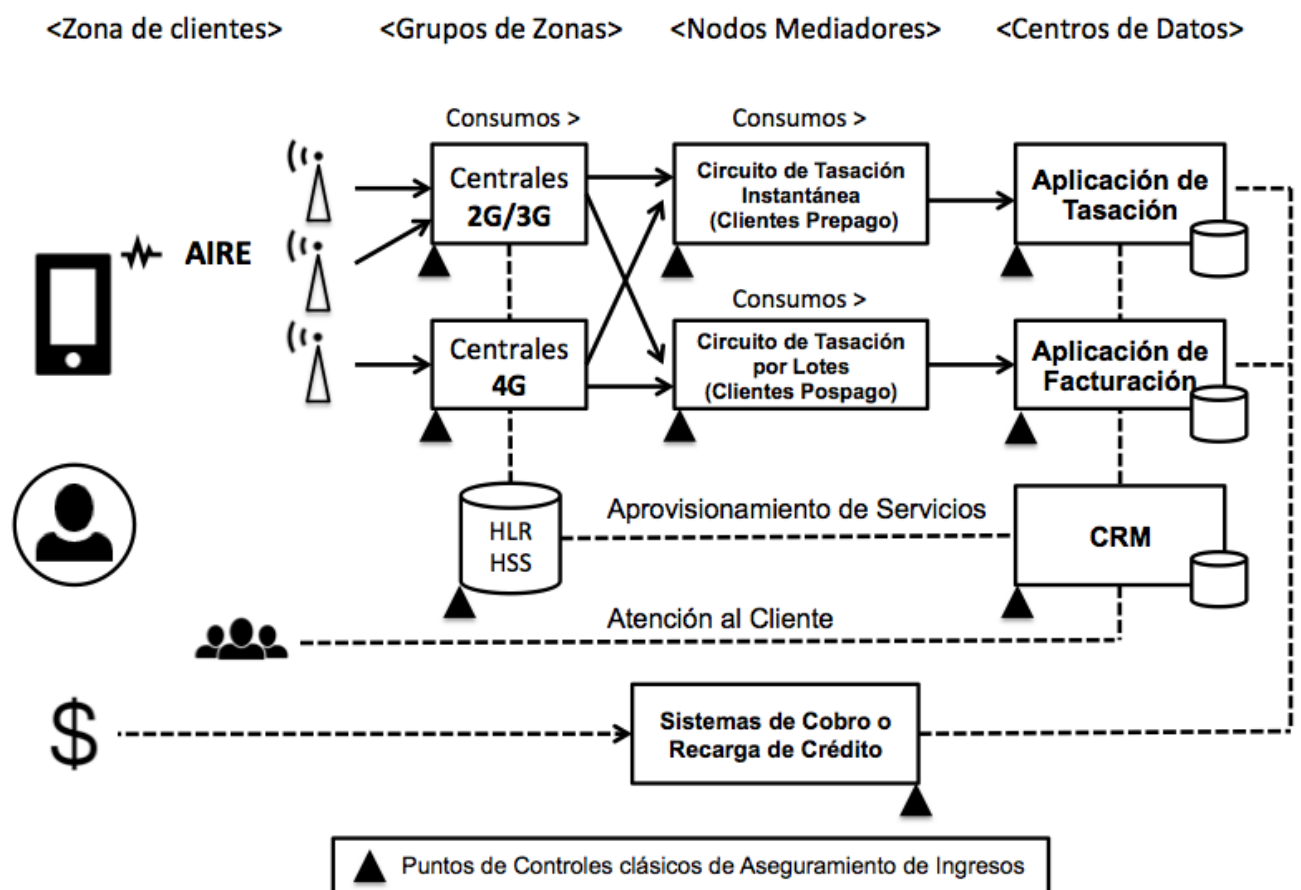 <Zona de clientes> <Grupos de Zonas> <Nodos Mediadores> <Centros de Datos>
Consumos >
Consumos >
Centrales
2G/3G
Circuito de Tasación
Instantánea
(Clientes Prepago)
Aplicación de
Tasación
AIRE
Consumos >
Centrales
4G
Circuito de Tasación
por Lotes
(Clientes Pospago)
Aplicación de
Facturación
HLR
HSS
Aprovisionamiento de Servicios
CRM
Atención al Cliente
$
Sistemas de Cobro o
Recarga de Crédito
Puntos de Controles clásicos de Aseguramiento de Ingresos